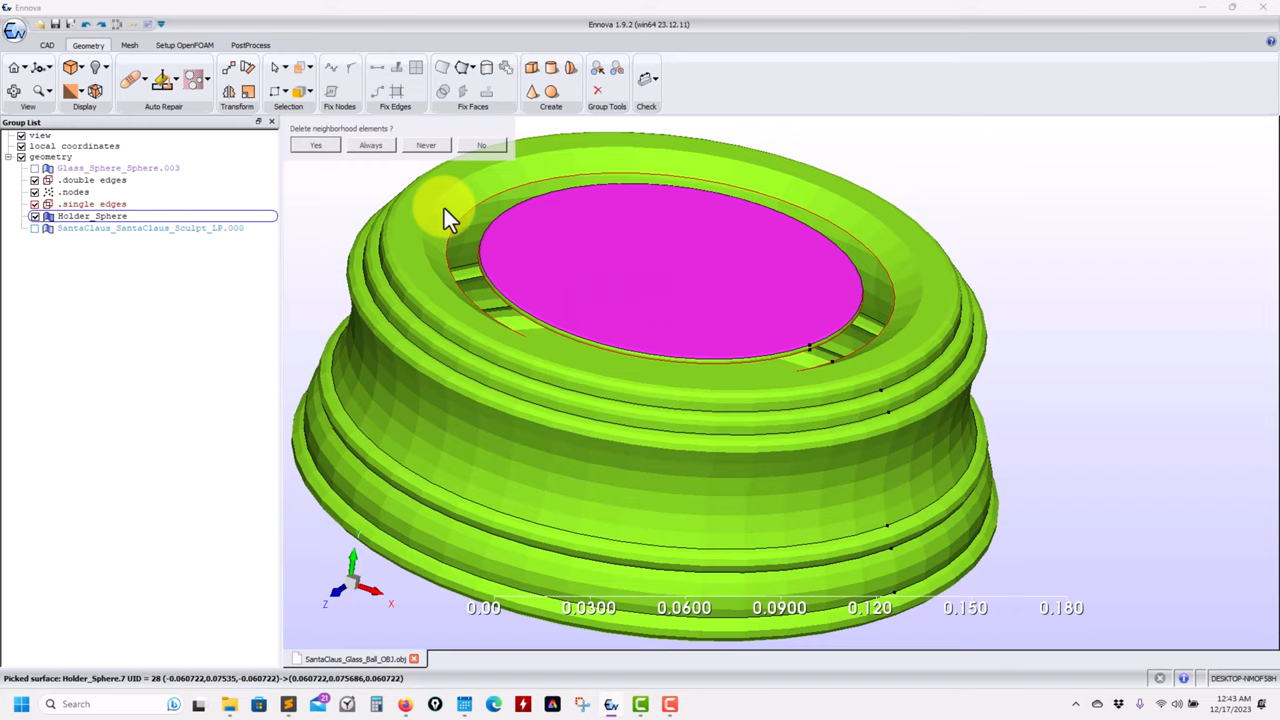 Ennova
Ennova 1.9.2 (win64 23.12.11)
CAD Geometry Mesh Setup OpenFOAM PostProcess
View Display Auto Repair Transform Selection Fix Nodes Fix Edges Fix Faces Create Group Tools Check
Group List
view
local coordinates
geometry
Glass_Sphere_Sphere.003
.double edges
.nodes
.single edges
Holder_Sphere
SantaClaus_SantaClaus_Sculpt_LP.000
Delete neighborhood elements ?
Yes Always Never No
Y
Z X
0.00 0.0300 0.0600 0.0900 0.120 0.150 0.180
SantaClaus_Glass_Ball_OBJ.obj
Picked surface: Holder_Sphere.7 UID = 28 (-0.060722,0.07535,-0.060722)->(0.060722,0.075686,0.060722)
DESKTOP-NMOF58H
Search
21
12:43 AM
12/17/2023